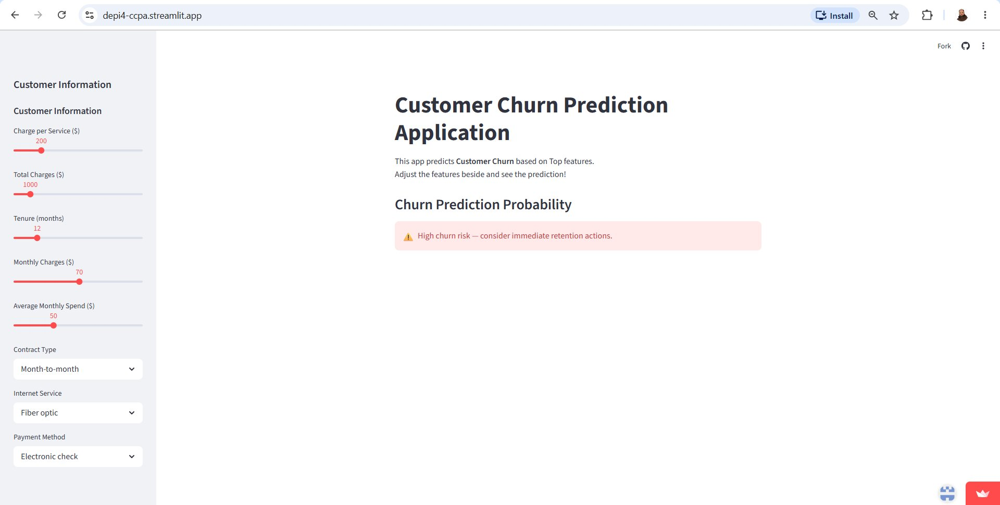 depi4-ccpa.streamlit.app
Install
Fork
Customer Information
Customer Information
Charge per Service ($)
200
Total Charges ($)
1000
Tenure (months)
12
Monthly Charges ($)
70
Average Monthly Spend ($)
50
Contract Type
Month-to-month
Internet Service
Fiber optic
Payment Method
Electronic check
Customer Churn Prediction
Application
This app predicts Customer Churn based on Top features.
Adjust the features beside and see the prediction!
Churn Prediction Probability
High churn risk — consider immediate retention actions.